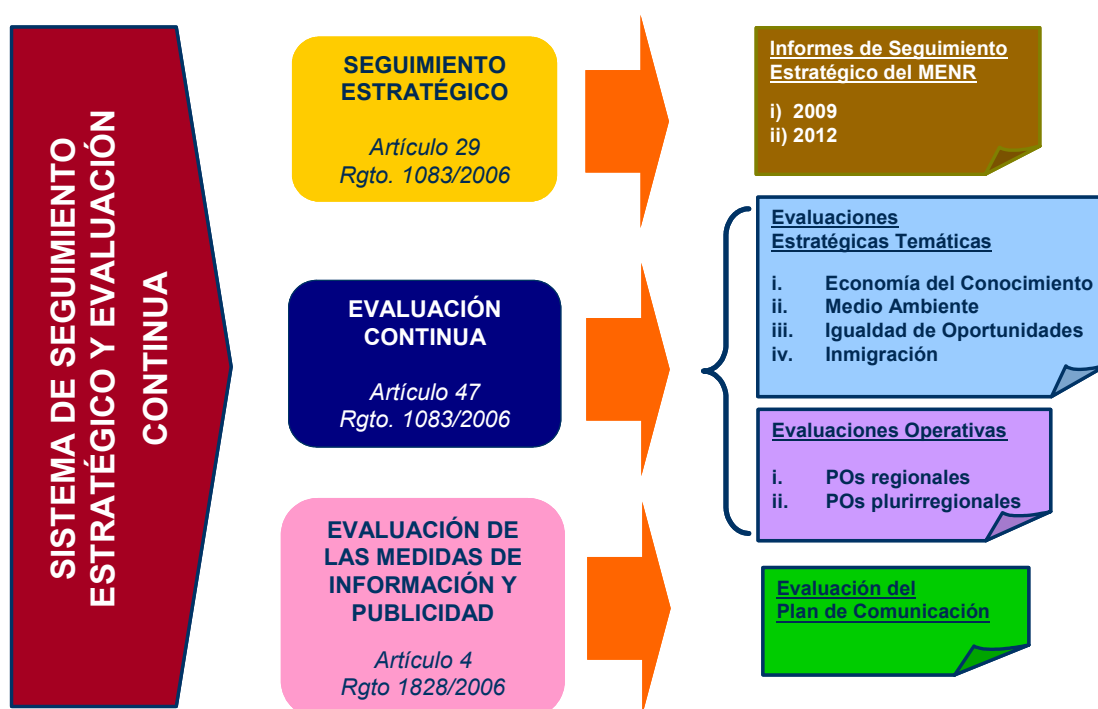 SISTEMA DE SEGUIMIENTO
ESTRATÉGICO Y EVALUACIÓN
CONTINUA
SEGUIMIENTO
ESTRATÉGICO
Artículo 29
Rgto. 1083/2006
Informes de Seguimiento
Estratégico del MENR
i) 2009
ii) 2012
EVALUACIÓN
CONTINUA
Artículo 47
Rgto. 1083/2006
Evaluaciones
Estratégicas Temáticas
i. Economía del Conocimiento
ii. Medio Ambiente
iii. Igualdad de Oportunidades
iv. Inmigración
Evaluaciones Operativas
i. POs regionales
ii. POs plurirregionales
EVALUACIÓN DE
LAS MEDIDAS DE
INFORMACIÓN Y
PUBLICIDAD
Artículo 4
Rgto 1828/2006
Evaluación del
Plan de Comunicación